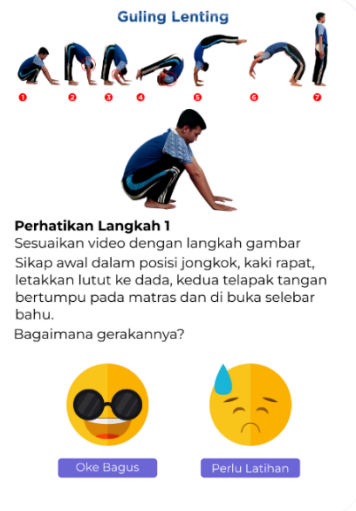 Guling Lenting
1 2 3 4 5 6 7
Perhatikan Langkah 1
Sesuaikan video dengan langkah gambar
Sikap awal dalam posisi jongkok, kaki rapat,
letakkan lutut ke dada, kedua telapak tangan
bertumpu pada matras dan di buka selebar
bahu.
Bagaimana gerakannya?
Oke Bagus
Perlu Latihan